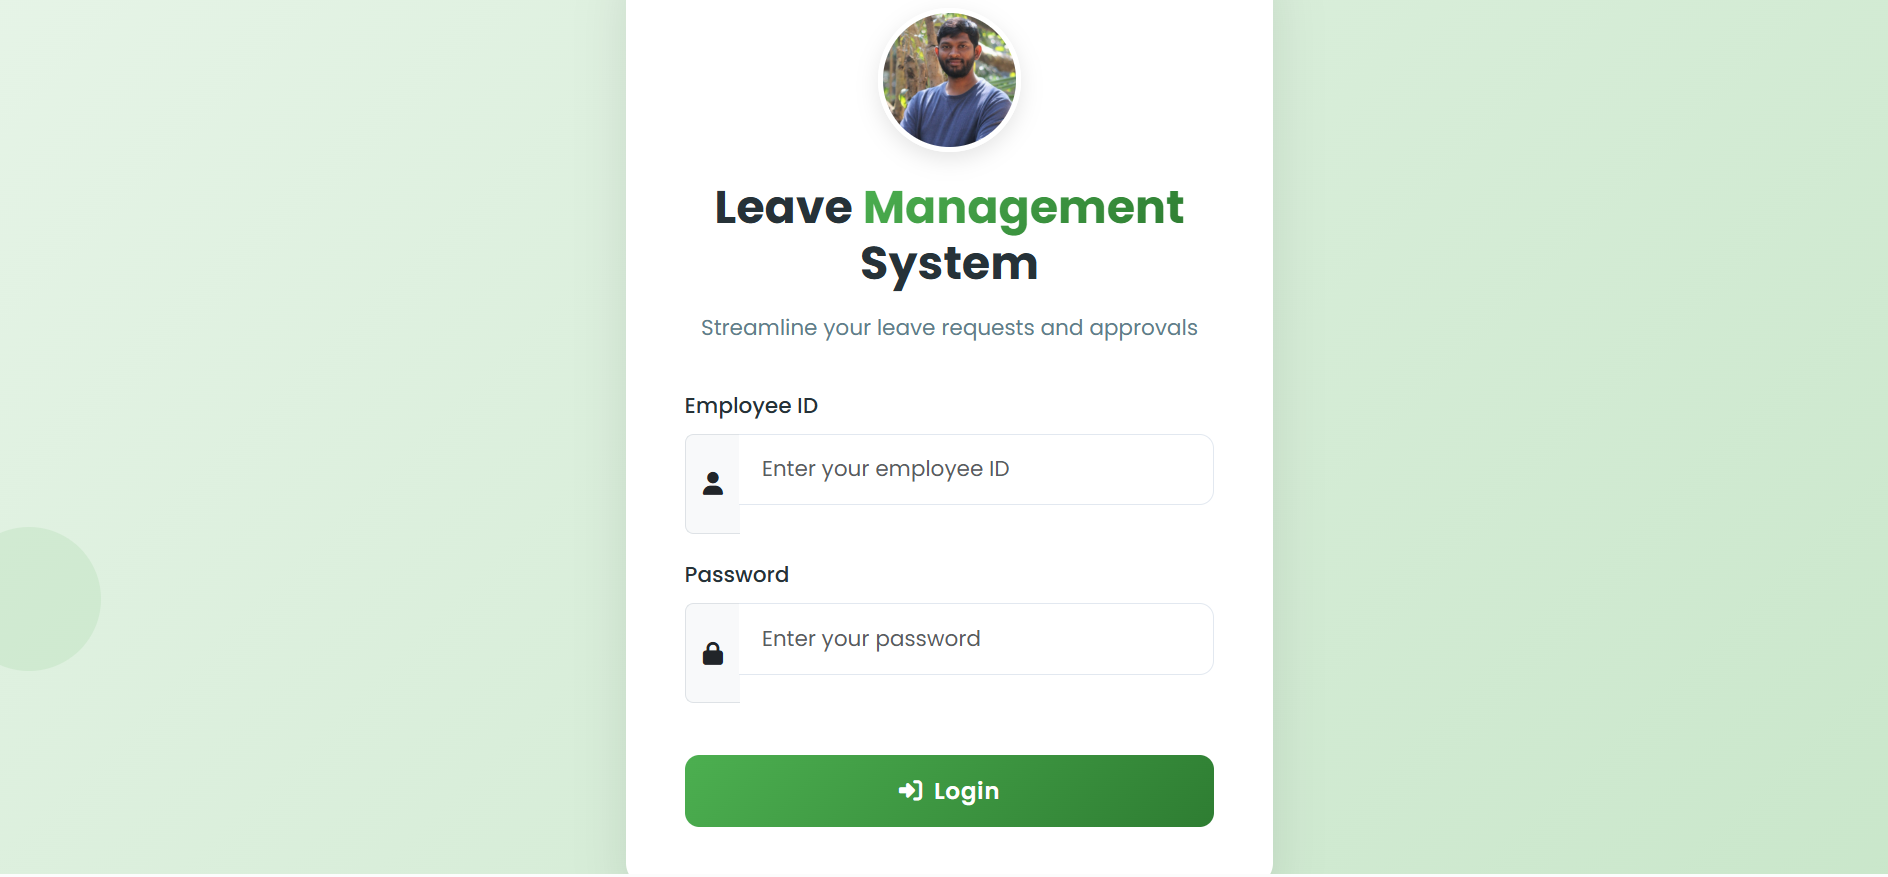 Leave Management
System
Streamline your leave requests and approvals
Employee ID
Enter your employee ID
Password
Enter your password
Login